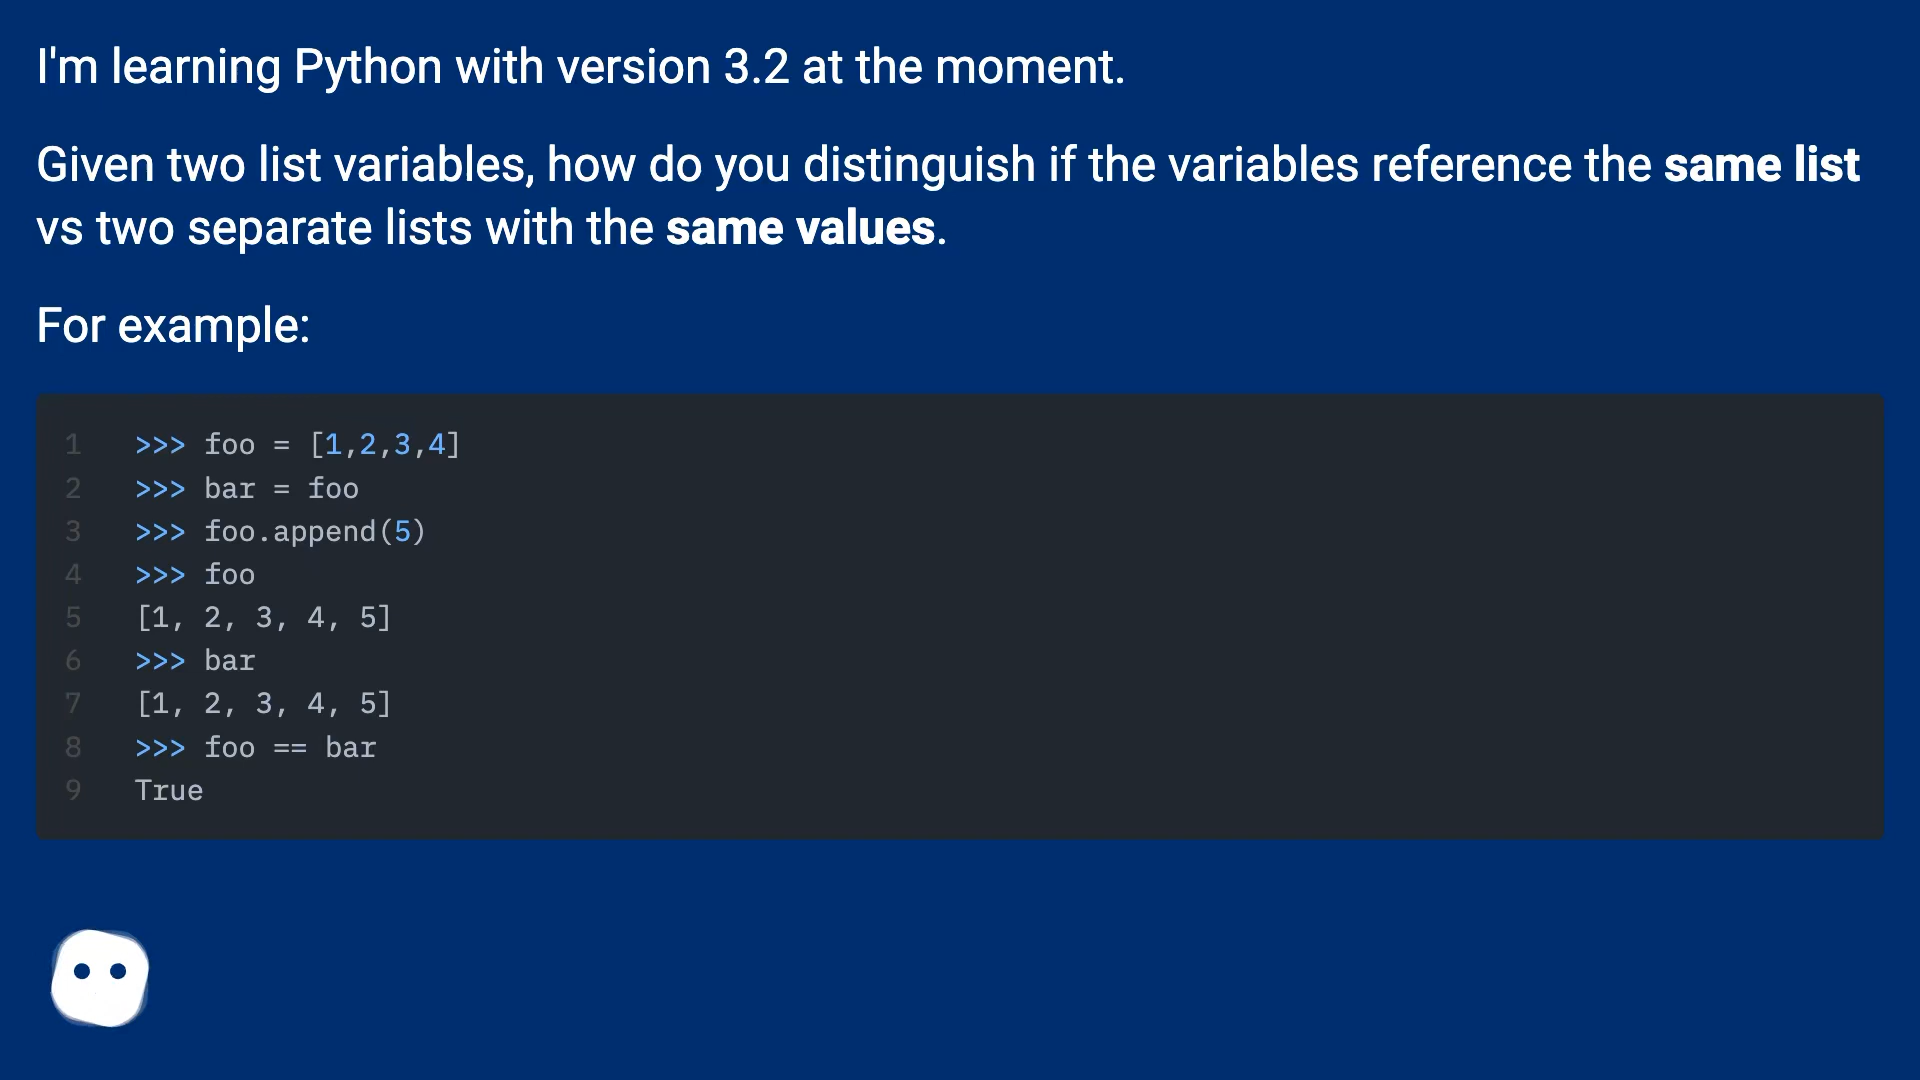 I'm learning Python with version 3.2 at the moment.
Given two list variables, how do you distinguish if the variables reference the same list
vs two separate lists with the same values.
For example:
1 >>> foo = [1,2,3,4]
2 >>> bar = foo
3 >>> foo.append(5)
4 >>> foo
5 [1, 2, 3, 4, 5]
6 >>> bar
7 [1, 2, 3, 4, 5]
8 >>> foo == bar
9 True